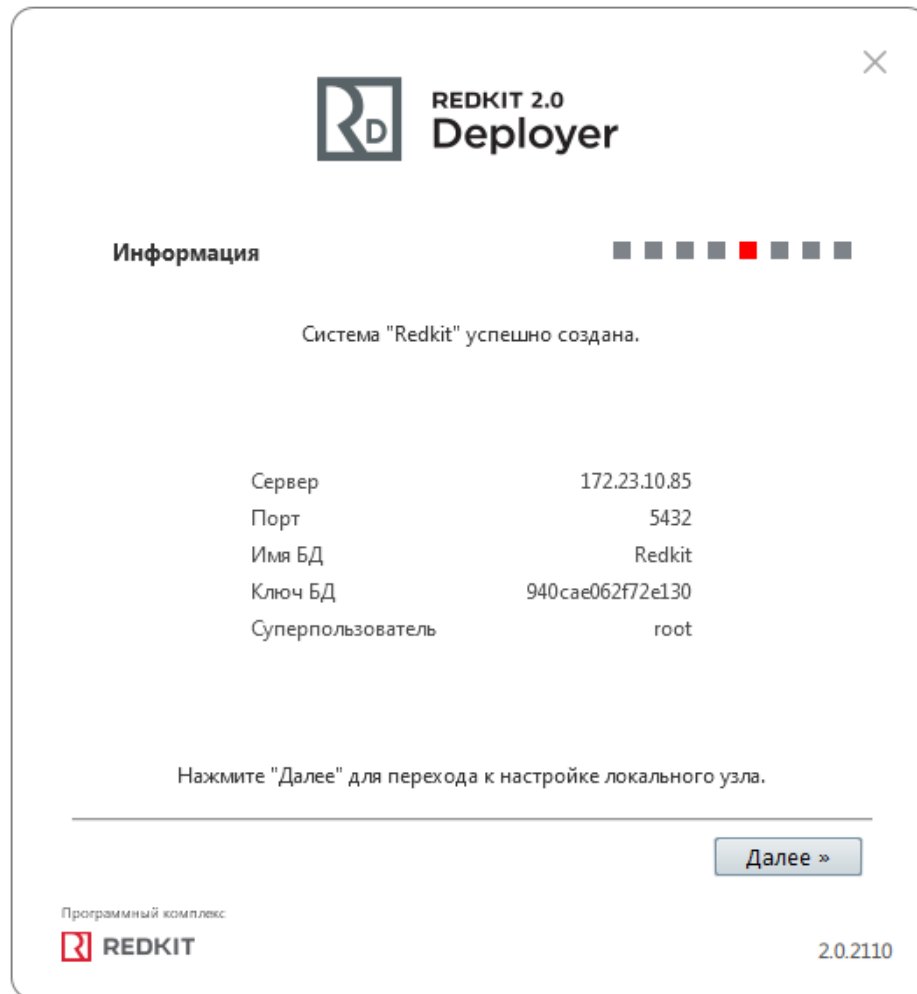 RD
REDKIT 2.0
Deployer
Информация
Система "Redkit" успешно создана.
Сервер 172.23.10.85
Порт 5432
Имя БД Redkit
Ключ БД 940cae062f72e130
Суперпользователь root
Нажмите "Далее" для перехода к настройке локального узла.
Далее »
Программный комплекс
REDKIT
2.0.2110